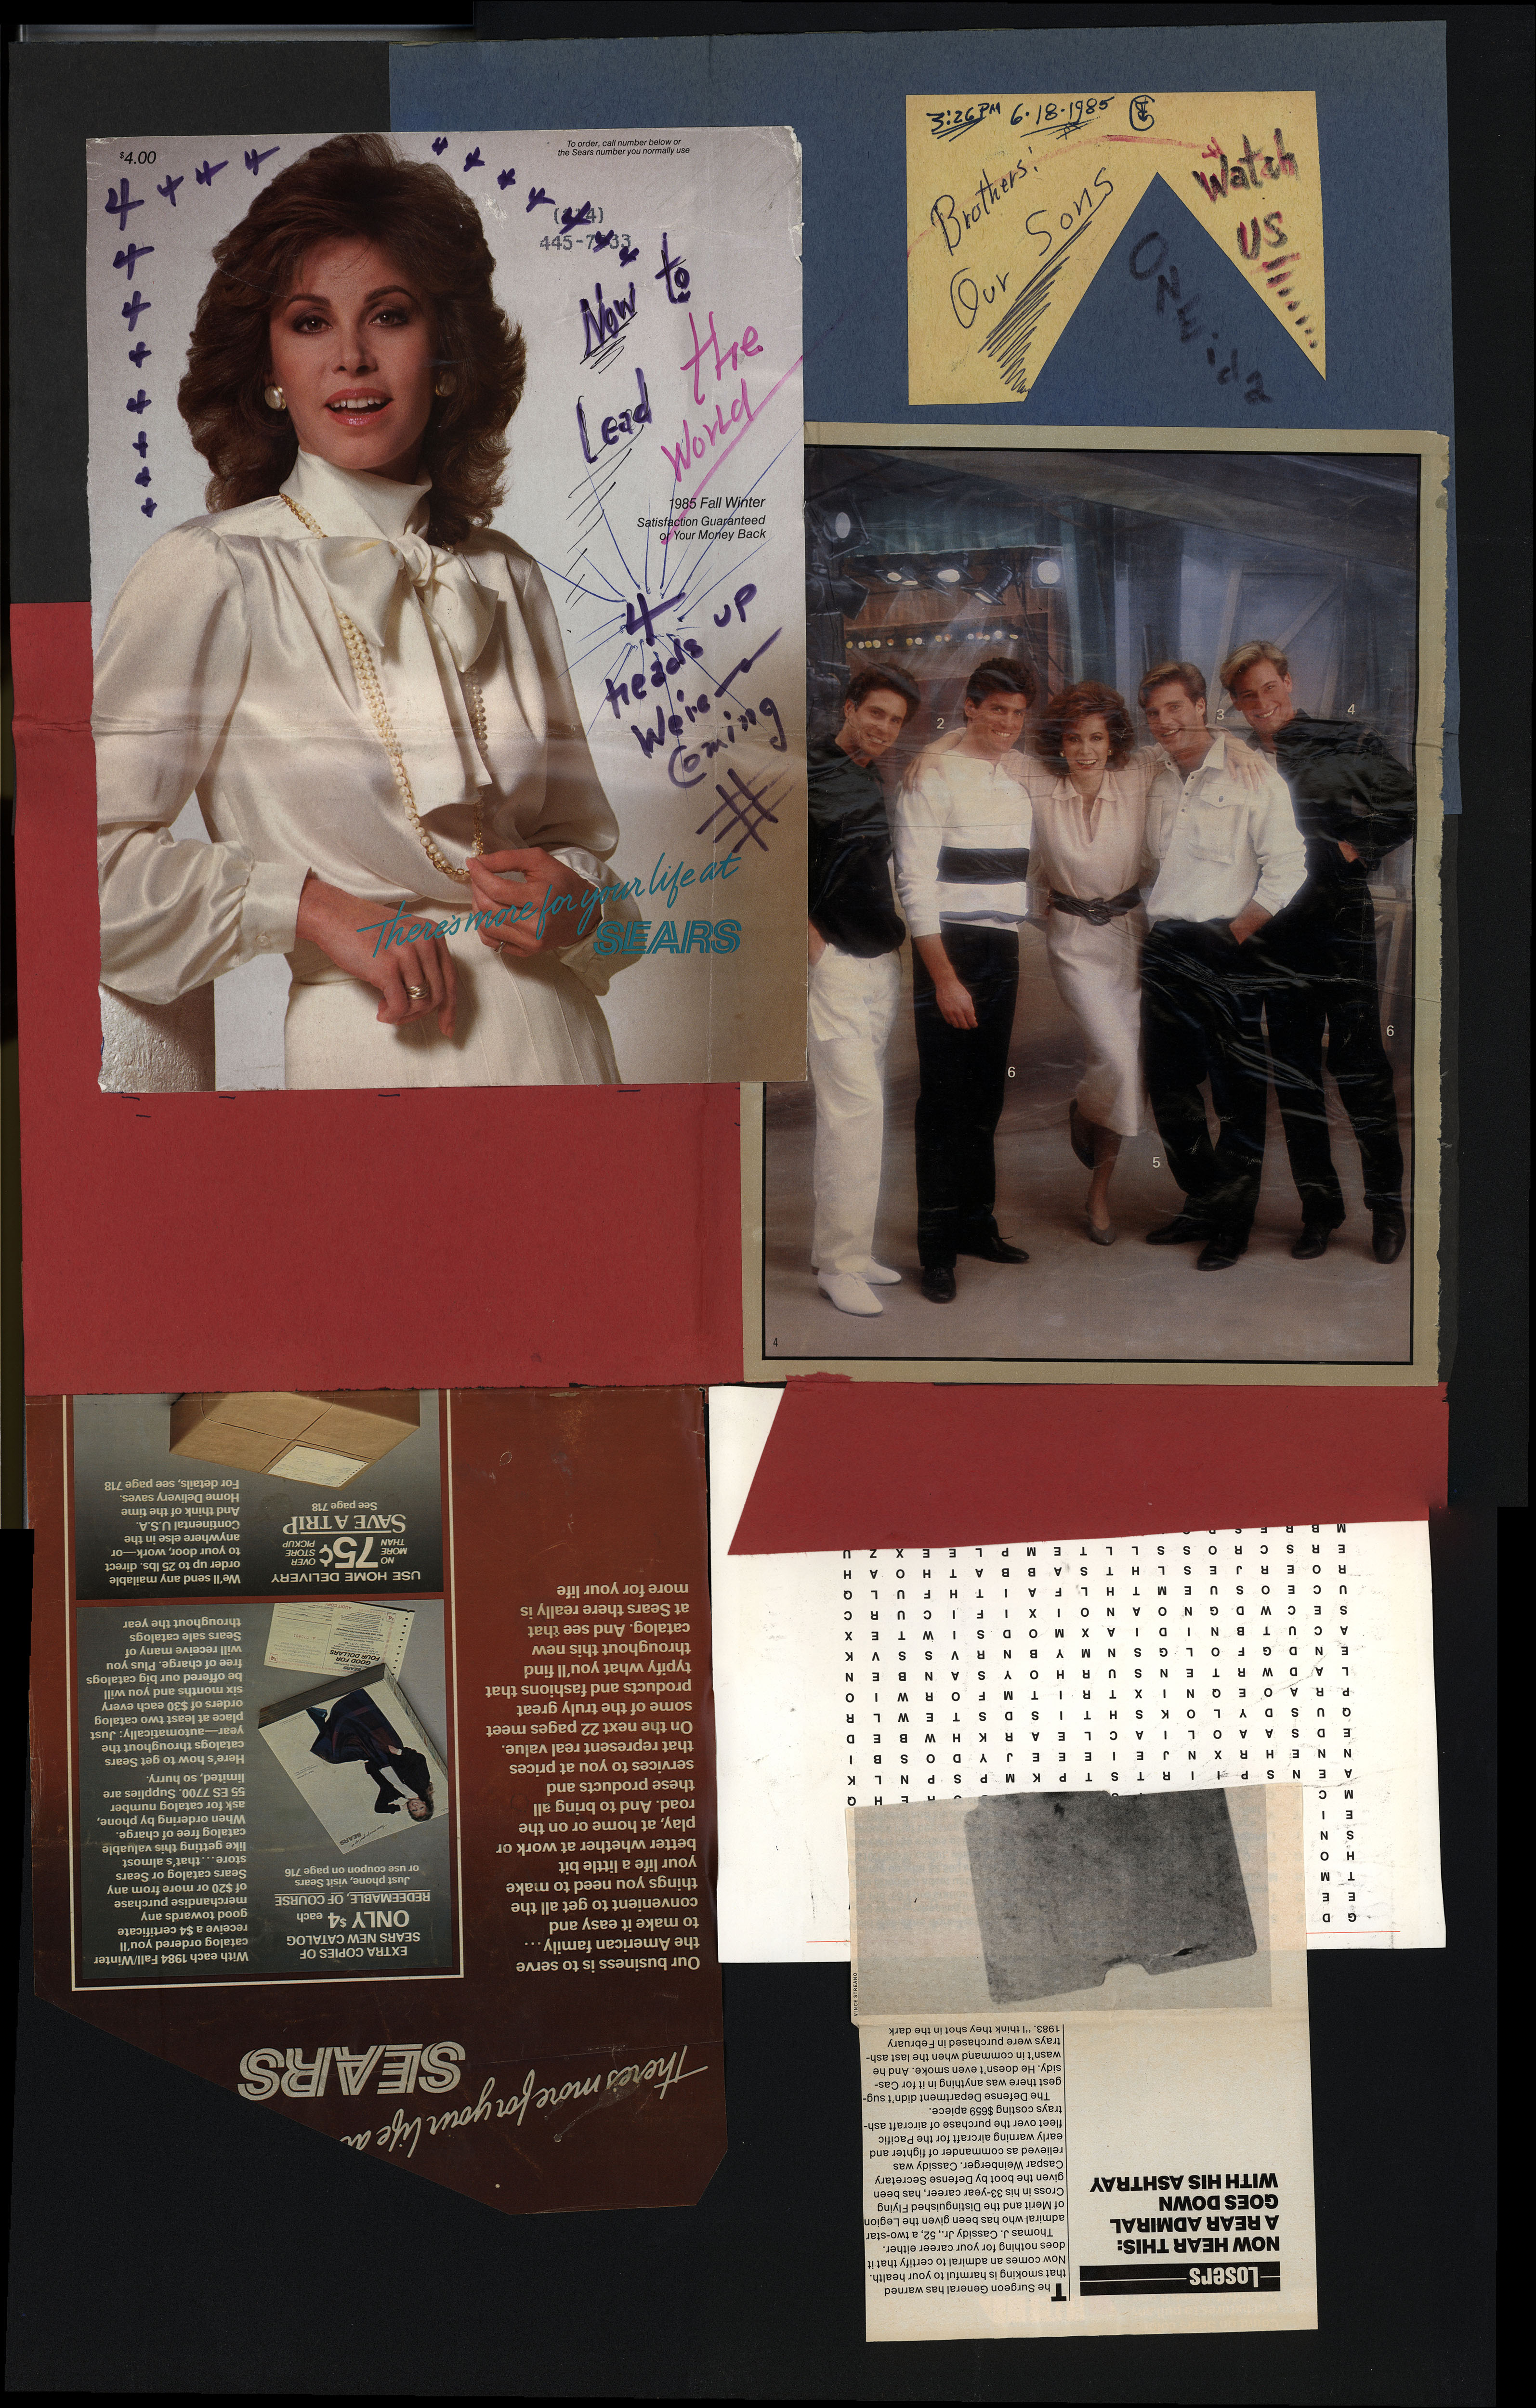 $4.00
To order, call number below or
the Sears number you normally use
4 4 4 4
Now to
Lead the
World
1985 Fall Winter
Satisfaction Guaranteed
or Your Money Back
4
heads up
We're
Coming
#
There's more for your life at
SEARS
3:26PM 6-18-1985
Brothers!
Our Sons
Watch
US!!
2
3
4
6
6
5
4
There's more for your life at
SEARS
Our business is to serve
the American family...
to make it easy and
convenient to get all the
things you need to make
your life a little bit
better whether at work or
play, at home or on the
road. And to bring all
these products and
services to you at prices
that represent real value.
On the next 22 pages meet
some of the truly great
products and fashions that
typify what you'll find
throughout this new
catalog. And see that
at Sears there really is
more for your life
EXTRA COPIES OF
SEARS NEW CATALOG
ONLY $4 each
REDEEMABLE, OF COURSE
Just phone, visit Sears
or use coupon on page 716
With each 1984 Fall/Winter
catalog ordered you'll
receive a $4 certificate
good towards any
merchandise purchase
of $20 or more from any
Sears catalog or Sears
store...that's almost
like getting this valuable
catalog free of charge.
When ordering by phone,
ask for catalog number
55 ES 7700. Supplies are
limited, so hurry.
Here's how to get Sears
catalogs throughout the
year—automatically: Just
place at least two catalog
orders of $30 each every
six months and you will
be offered our big catalogs
free of charge. Plus you
will receive many of
Sears sale catalogs
throughout the year
SEARS
GOOD FOR
FOUR DOLLARS
USE HOME DELIVERY
NO MORE THAN 75¢ OVER STORE PICKUP
SAVE A TRIP
See page 718
We'll send any mailable
order up to 25 lbs. direct
to your door, work—or
anywhere else in the
Continental U.S.A.
And think of the time
Home Delivery saves.
For details, see page 718
Losers
NOW HEAR THIS:
A REAR ADMIRAL
GOES DOWN
WITH HIS ASHTRAY
The Surgeon General has warned
that smoking is harmful to your health.
Now comes an admiral to certify that it
does nothing for your career either.
Thomas J. Cassidy Jr., 52, a two-star
admiral who has been given the Legion
of Merit and the Distinguished Flying
Cross in his 33-year career, has been
given the boot by Defense Secretary
Caspar Weinberger. Cassidy was
relieved as commander of fighter and
early warning aircraft for the Pacific
fleet over the purchase of aircraft ash-
trays costing $659 apiece.
The Defense Department didn't sug-
gest there was anything in it for Cas-
sidy. He doesn't even smoke. And he
wasn't in command when the last ash-
trays were purchased in February
1983. "I think they shot in the dark
VINCE STREANO
G D
E E
T M
H O
S N
E I
M C
A E N S P I I R T S T P K M P S P N L K
N N E H R X N J E I E E E J Y D O S B I
E D S A A O L I A C L E A R K H W B E D
Q U S D Y L O K S H T I S D S T E W L R
P R A O E Q N I X T R I T M F O R W I O
L A D W R T E N S U R H O Y S A N B E N
E N D G F O L G S N M Y B N R V S S V K
A C U T B N I D I A X M O D S I W T E X
S E C W D G N O A N O I X I F I C U R C
U C E O S U E M T H L F A I T H F U L Q
R O E R J E S L H T S A B B A T H O A H
E R S C R O S S L L T E M P L E E X Z U
M B R E S